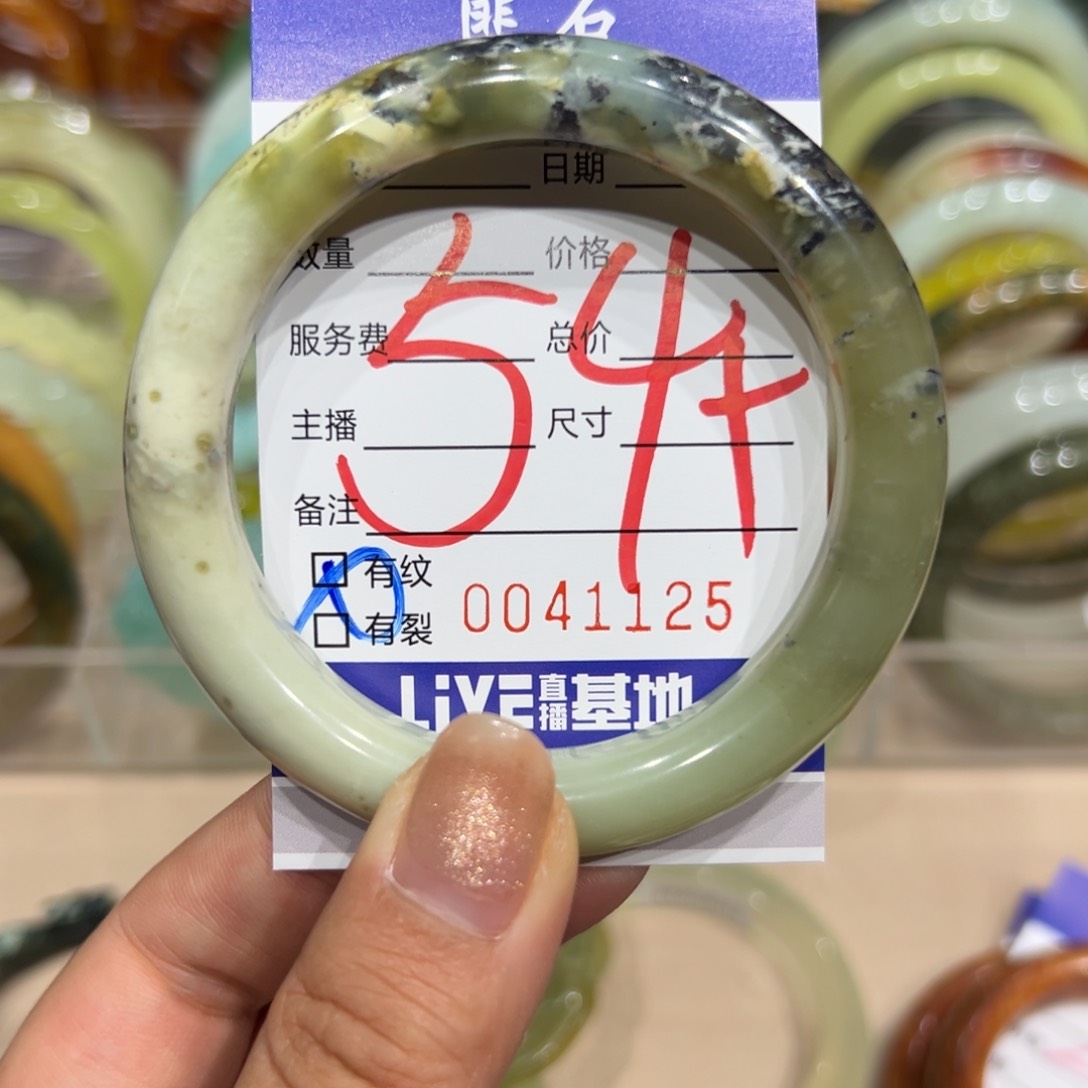 日期
数量 价格
服务费 总价
主播 尺寸
备注
有纹
有裂 0041125
54
LiVE直播基地